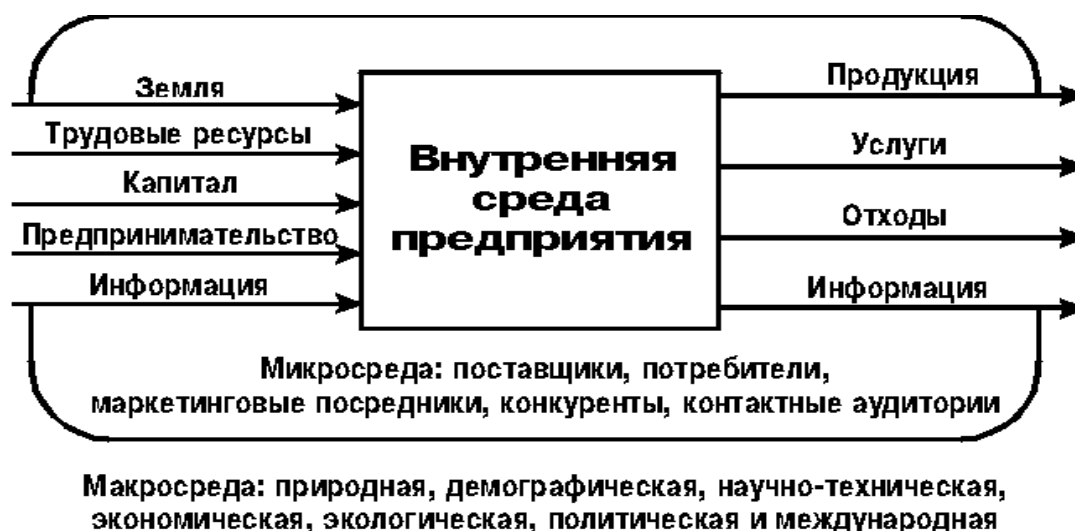 Земля
Трудовые ресурсы
Капитал
Предпринимательство
Информация
Внутренняя
среда
предприятия
Продукция
Услуги
Отходы
Информация
Микросреда: поставщики, потребители,
маркетинговые посредники, конкуренты, контактные аудитории
Макросреда: природная, демографическая, научно-техническая,
экономическая, экологическая, политическая и международная